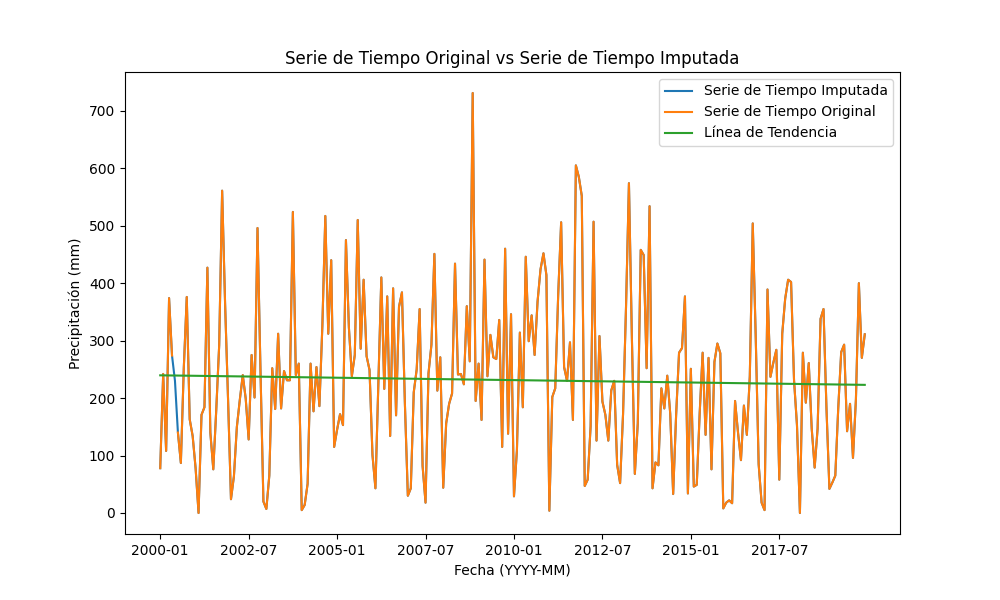 Serie de Tiempo Original vs Serie de Tiempo Imputada
Serie de Tiempo Imputada
Serie de Tiempo Original
Línea de Tendencia
Precipitación (mm)
700
600
500
400
300
200
100
0
2000-01 2002-07 2005-01 2007-07 2010-01 2012-07 2015-01 2017-07
Fecha (YYYY-MM)